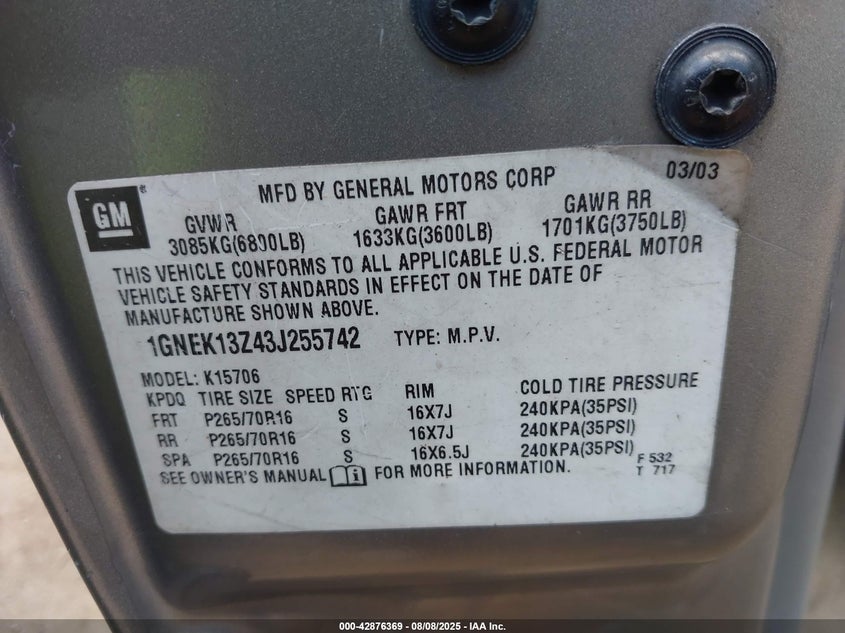 03/03
GM
MFD BY GENERAL MOTORS CORP
GVWR GAWR FRT GAWR RR
3085KG(6800LB) 1633KG(3600LB) 1701KG(3750LB)
THIS VEHICLE CONFORMS TO ALL APPLICABLE U.S. FEDERAL MOTOR
VEHICLE SAFETY STANDARDS IN EFFECT ON THE DATE OF
MANUFACTURE SHOWN ABOVE.
1GNEK13Z43J255742 TYPE: M.P.V.
MODEL: K15706
KPDQ TIRE SIZE SPEED RTG RIM COLD TIRE PRESSURE
FRT P265/70R16 S 16X7J 240KPA(35PSI)
RR P265/70R16 S 16X7J 240KPA(35PSI)
SPA P265/70R16 S 16X6.5J 240KPA(35PSI)
SEE OWNER'S MANUAL i FOR MORE INFORMATION.
F 532
T 717
000-42876369 | 08/08/2025 - IAA Inc.